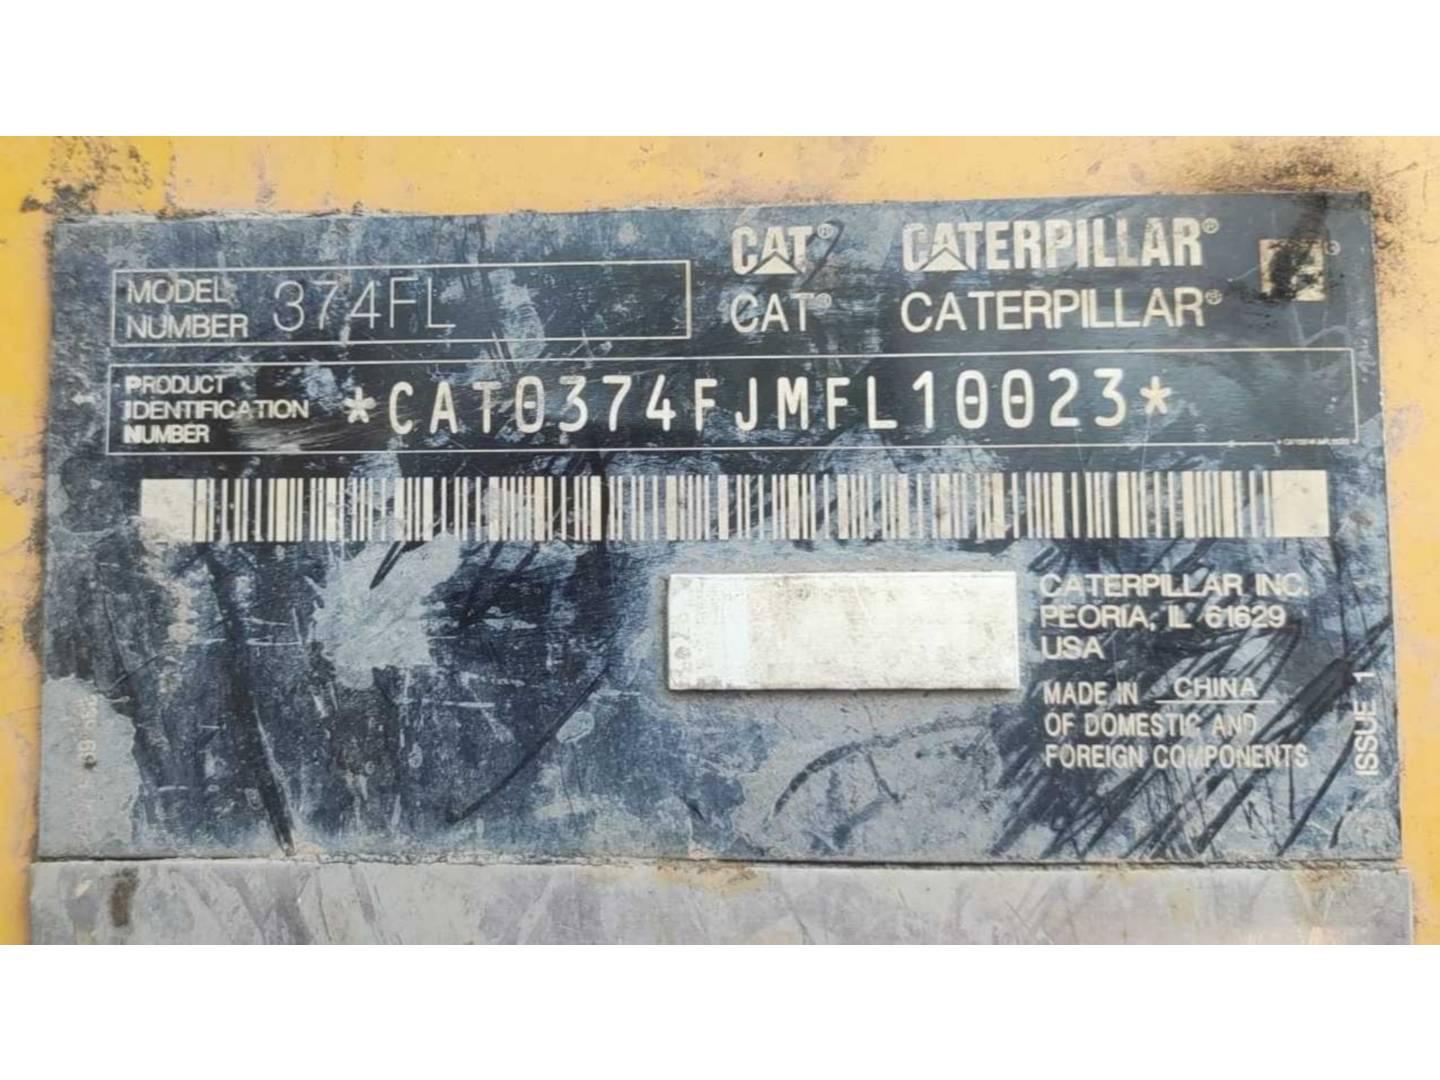 CAT® CATERPILLAR®
MODEL NUMBER 374FL
CAT® CATERPILLAR®
PRODUCT IDENTIFICATION NUMBER *CAT0374FJMFL10023*
CATERPILLAR INC.
PEORIA, IL 61629
USA
MADE IN CHINA
OF DOMESTIC AND
FOREIGN COMPONENTS
ISSUE 1